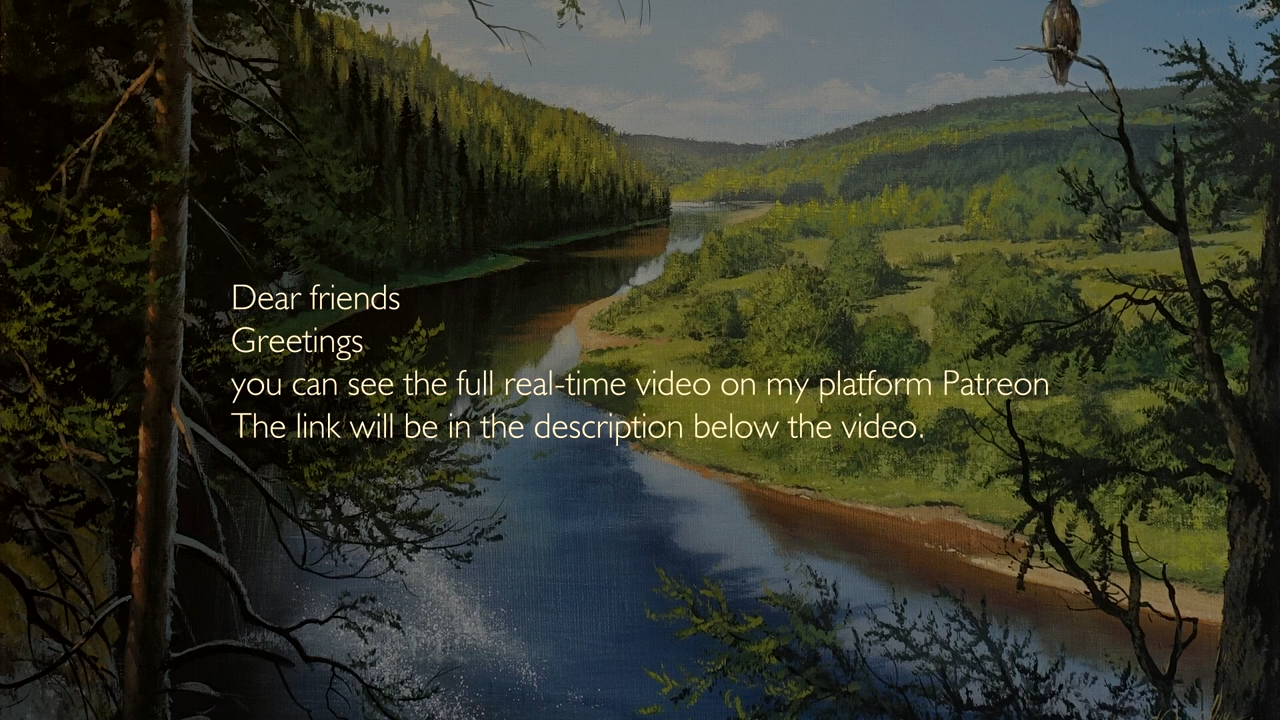 Dear friends
Greetings
you can see the full real-time video on my platform Patreon
The link will be in the description below the video.